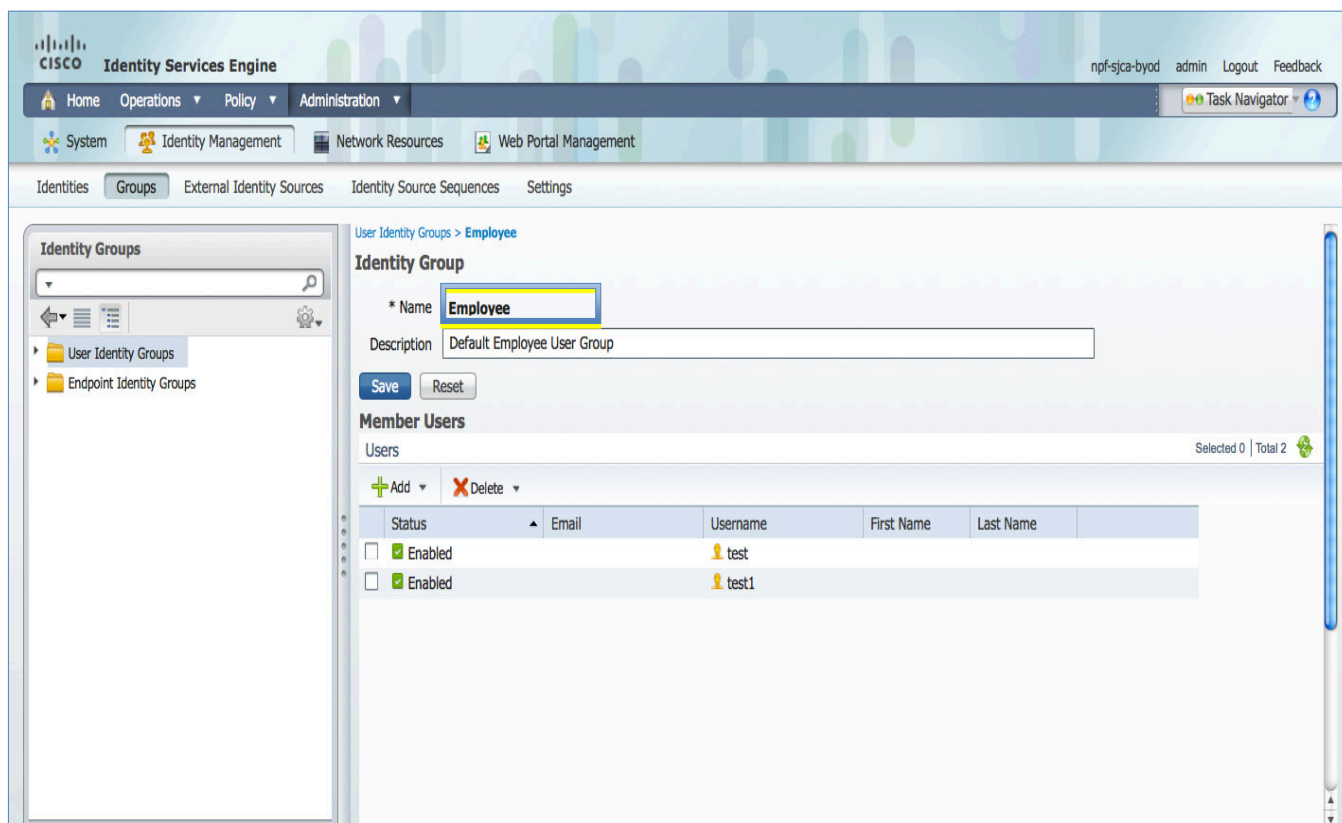 CISCO Identity Services Engine
npf-sjca-byod admin Logout Feedback
Home Operations Policy Administration
Task Navigator
System Identity Management Network Resources Web Portal Management
Identities Groups External Identity Sources Identity Source Sequences Settings
Identity Groups
User Identity Groups
Endpoint Identity Groups
User Identity Groups > Employee
Identity Group
* Name Employee
Description Default Employee User Group
Save Reset
Member Users
Users Selected 0 | Total 2
Add Delete
Status Email Username First Name Last Name
Enabled test
Enabled test1